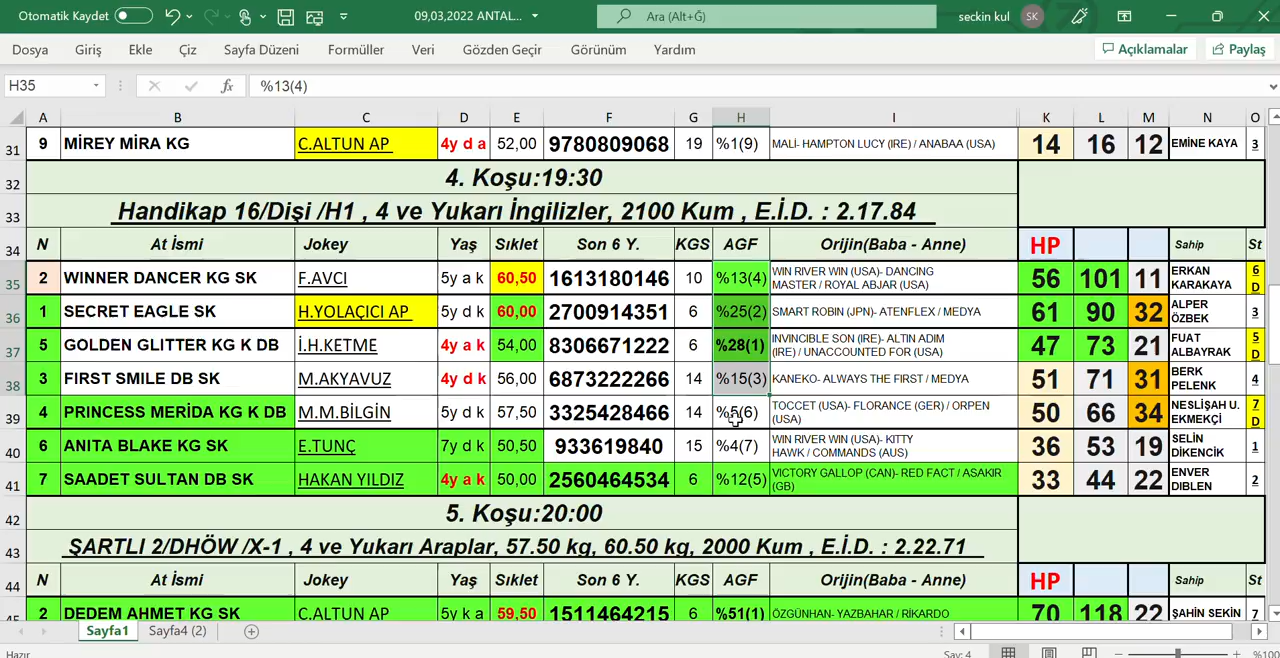 Otomatik Kaydet
09,03,2022 ANTAL...
Ara (Alt+Ğ)
seckin kul
SK
Dosya Giriş Ekle Çiz Sayfa Düzeni Formüller Veri Gözden Geçir Görünüm Yardım
Açıklamalar
Paylaş
H35 fx %13(4)
A B C D E F G H I K L M N O
31 9 MİREY MİRA KG C.ALTUN AP 4y d a 52,00 9780809068 19 %1(9) MALİ- HAMPTON LUCY (IRE) / ANABAA (USA) 14 16 12 EMİNE KAYA 3
32 4. Koşu:19:30
33 Handikap 16/Dişi /H1 , 4 ve Yukarı İngilizler, 2100 Kum , E.İ.D. : 2.17.84
34 N At İsmi Jokey Yaş Sıklet Son 6 Y. KGS AGF Orijin(Baba - Anne) HP Sahip St
35 2 WINNER DANCER KG SK F.AVCI 5y a k 60,50 1613180146 10 %13(4) WIN RIVER WIN (USA)- DANCING MASTER / ROYAL ABJAR (USA) 56 101 11 ERKAN KARAKAYA 6 D
36 1 SECRET EAGLE SK H.YOLAÇICI AP 5y d k 60,00 2700914351 6 %25(2) SMART ROBIN (JPN)- ATENFLEX / MEDYA 61 90 32 ALPER ÖZBEK 3
37 5 GOLDEN GLITTER KG K DB İ.H.KETME 4y a k 54,00 8306671222 6 %28(1) INVINCIBLE SON (IRE)- ALTIN ADIM (IRE) / UNACCOUNTED FOR (USA) 47 73 21 FUAT ALBAYRAK 5 D
38 3 FIRST SMILE DB SK M.AKYAVUZ 4y d k 56,00 6873222266 14 %15(3) KANEKO- ALWAYS THE FIRST / MEDYA 51 71 31 BERK PELENK 4
39 4 PRINCESS MERİDA KG K DB M.M.BİLGİN 5y d k 57,50 3325428466 14 (6) TOCCET (USA)- FLORANCE (GER) / ORPEN (USA) 50 66 34 NESLİŞAH U. EKMEKÇİ 7 D
40 6 ANITA BLAKE KG SK E.TUNÇ 7y d k 50,50 933619840 15 %4(7) WIN RIVER WIN (USA)- KITTY HAWK / COMMANDS (AUS) 36 53 19 SELİN DİKENCİK 1
41 7 SAADET SULTAN DB SK HAKAN YILDIZ 4y a k 50,00 2560464534 6 %12(5) VICTORY GALLOP (CAN)- RED FACT / ASAKIR (GB) 33 44 22 ENVER DIBLEN 2
42 5. Koşu:20:00
43 ŞARTLI 2/DHÖW /X-1 , 4 ve Yukarı Araplar, 57.50 kg, 60.50 kg, 2000 Kum , E.İ.D. : 2.22.71
44 N At İsmi Jokey Yaş Sıklet Son 6 Y. KGS AGF Orijin(Baba - Anne) HP Sahip St
45 2 DEDEM AHMET KG SK C.ALTUN AP 5y k a 59,50 1511464215 6 %51(1) ÖZGÜNHAN- YAZBAHAR / RİKARDO 70 118 22 ŞAHİN SEKİN 7
Sayfa1 Sayfa4 (2)
Hazır Say: 4 %100